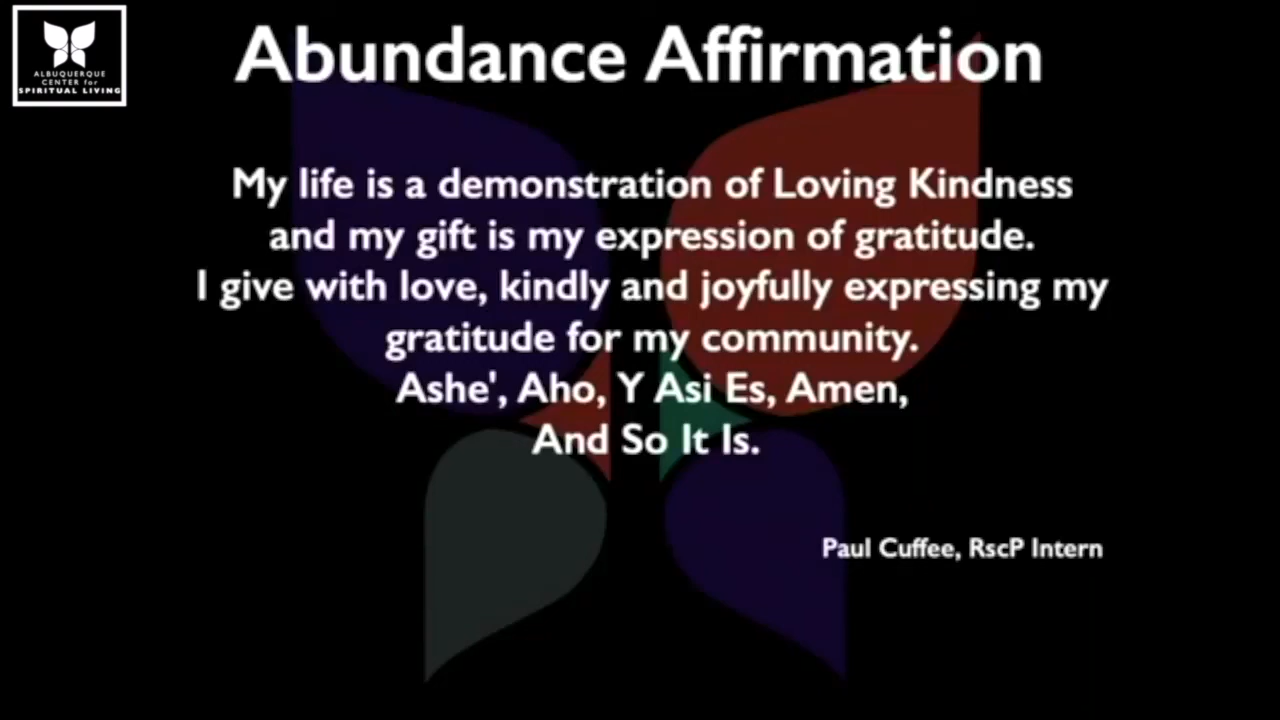 ALBUQUERQUE
CENTER for
SPIRITUAL LIVING
Abundance Affirmation
My life is a demonstration of Loving Kindness
and my gift is my expression of gratitude.
I give with love, kindly and joyfully expressing my
gratitude for my community.
Ashe', Aho, Y Asi Es, Amen,
And So It Is.
Paul Cuffee, RscP Intern